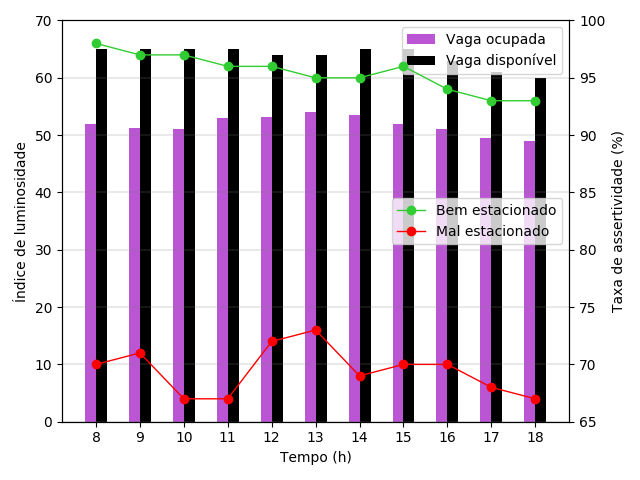 70
60
50
40
30
20
10
0
Índice de luminosidade
100
95
90
85
80
75
70
65
Taxa de assertividade (%)
Vaga ocupada
Vaga disponível
Bem estacionado
Mal estacionado
8 9 10 11 12 13 14 15 16 17 18
Tempo (h)